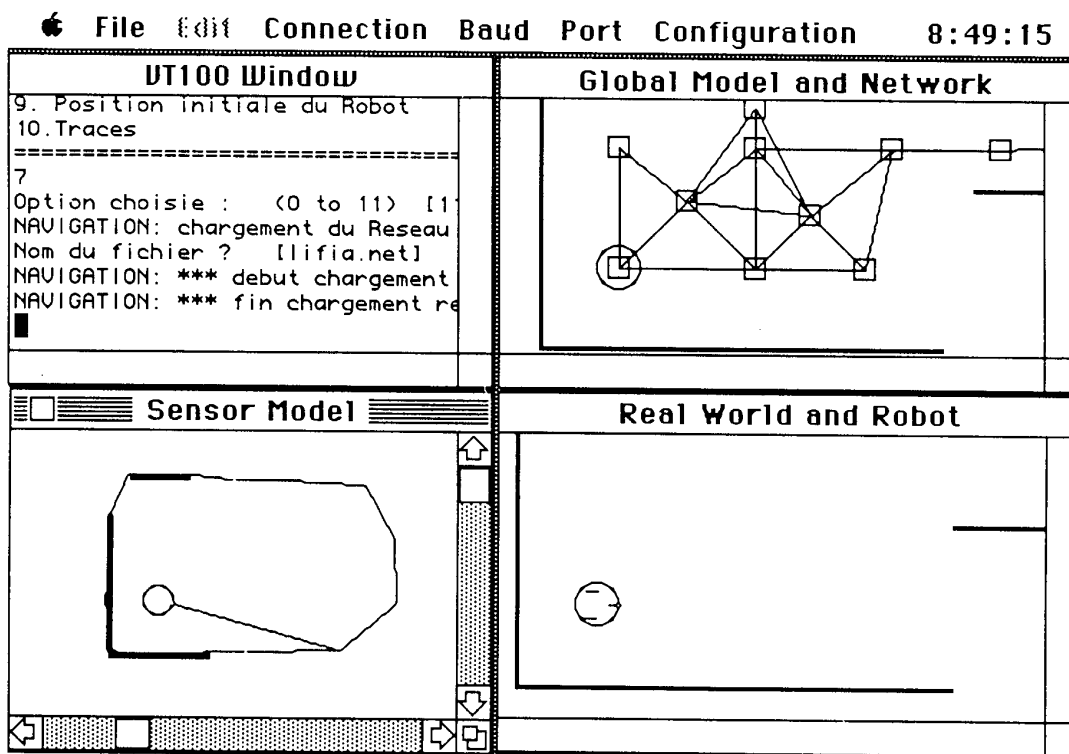 File Edit Connection Baud Port Configuration 8:49:15
VT100 Window
9. Position initiale du Robot
10.Traces
=================================
7
Option choisie : (0 to 11) [1
NAVIGATION: chargement du Reseau
Nom du fichier ? [lifia.net]
NAVIGATION: *** debut chargement
NAVIGATION: *** fin chargement re
Global Model and Network
Sensor Model
Real World and Robot